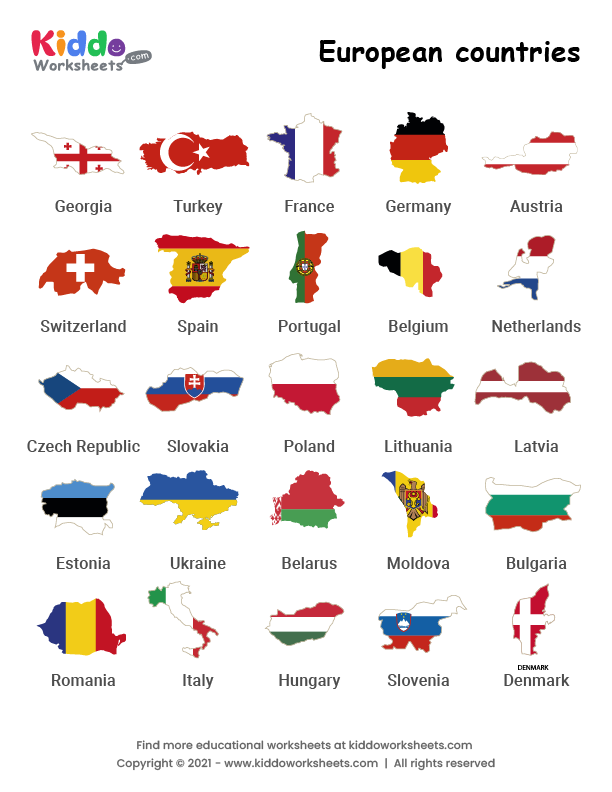 Kiddo
Worksheets.com
European countries
Georgia Turkey France Germany Austria
Switzerland Spain Portugal Belgium Netherlands
Czech Republic Slovakia Poland Lithuania Latvia
Estonia Ukraine Belarus Moldova Bulgaria
DENMARK
Romania Italy Hungary Slovenia Denmark
Find more educational worksheets at kiddoworksheets.com
Copyright © 2021 - www.kiddoworksheets.com | All rights reserved